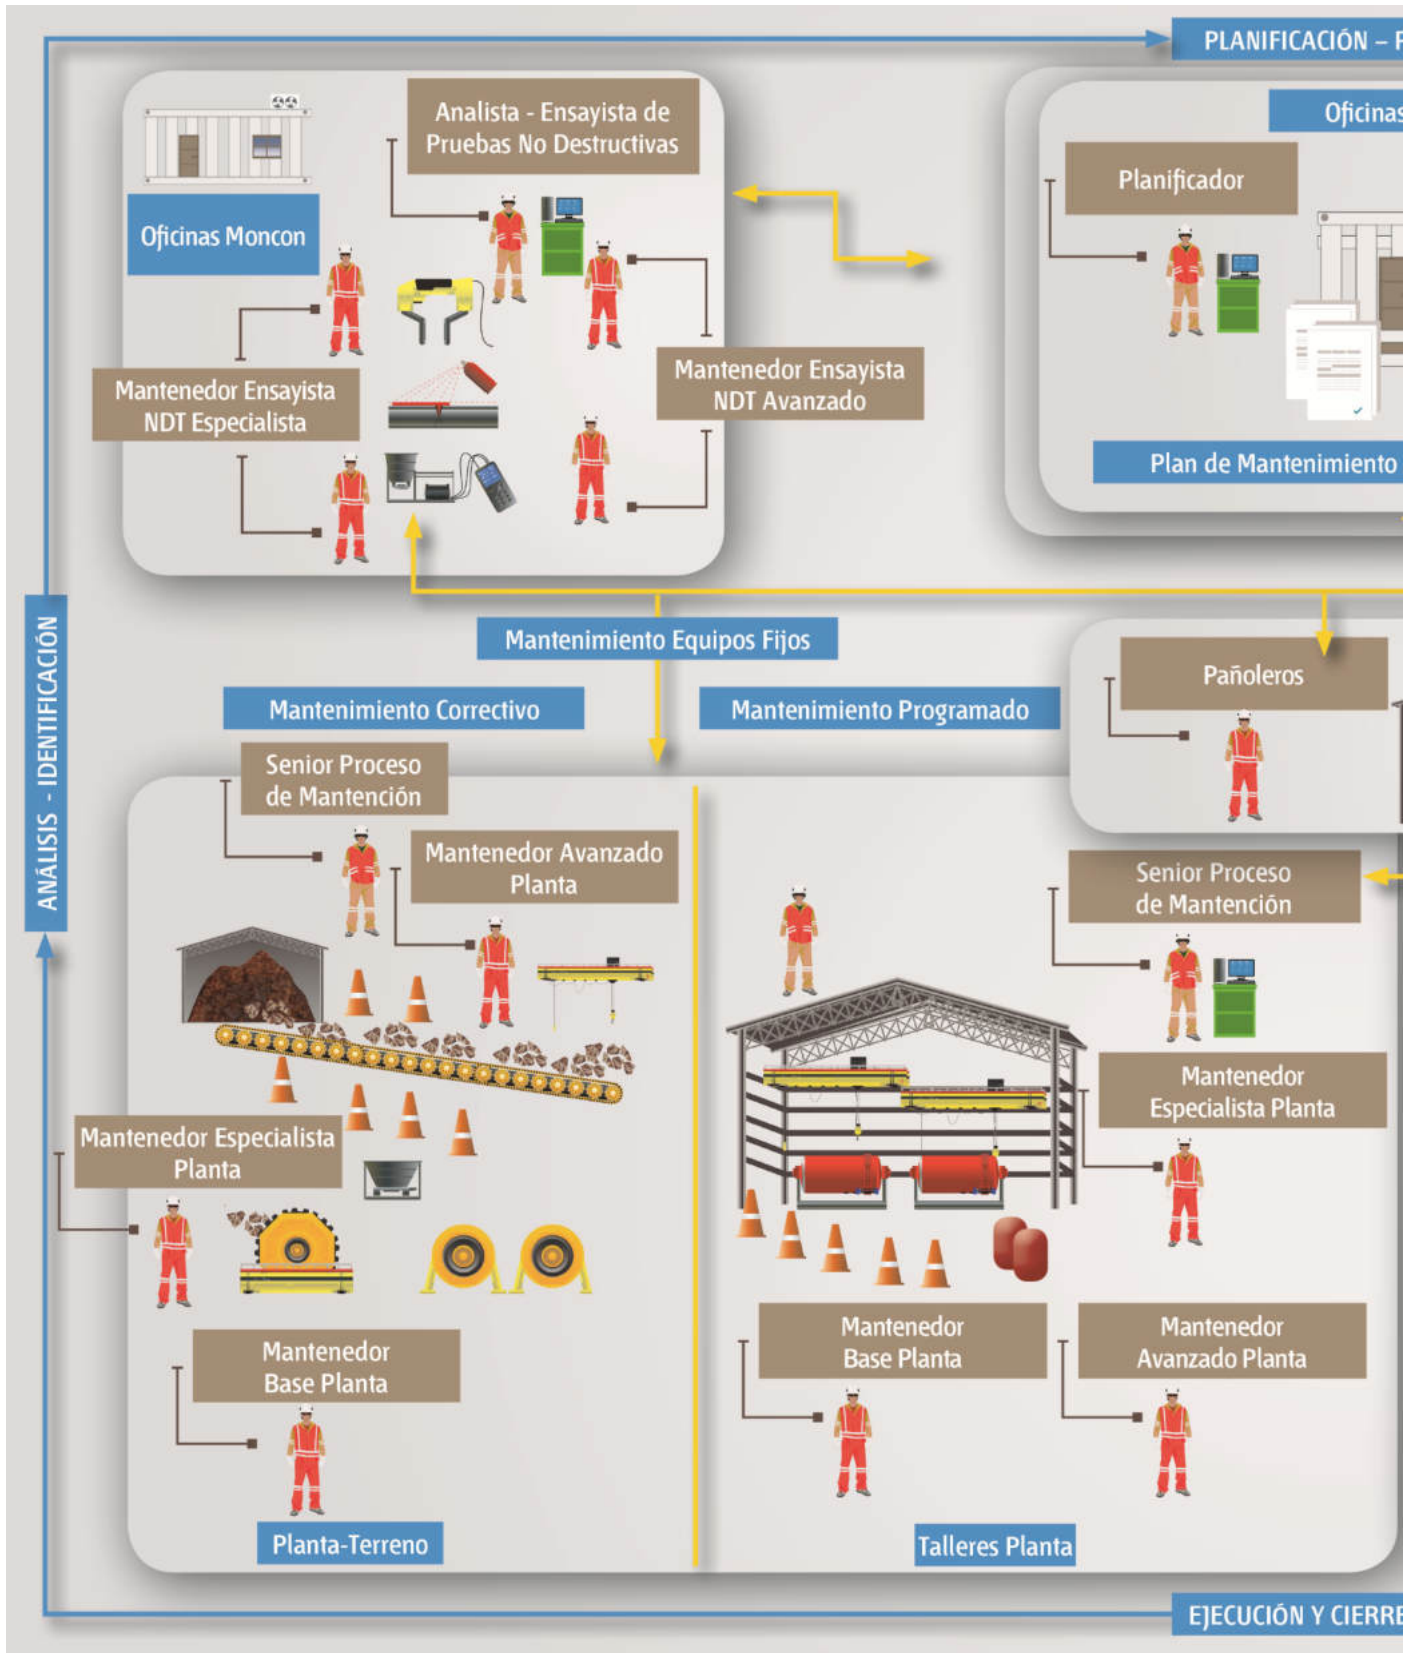 PLANIFICACIÓN –
Analista - Ensayista de
Pruebas No Destructivas
Oficinas Moncon
Mantenedor Ensayista
NDT Especialista
Mantenedor Ensayista
NDT Avanzado
Oficinas
Planificador
Plan de Mantenimiento
ANÁLISIS - IDENTIFICACIÓN
Mantenimiento Equipos Fijos
Mantenimiento Correctivo
Mantenimiento Programado
Pañoleros
Senior Proceso
de Mantención
Mantenedor Avanzado
Planta
Mantenedor Especialista
Planta
Mantenedor
Base Planta
Planta-Terreno
Senior Proceso
de Mantención
Mantenedor
Especialista Planta
Mantenedor
Base Planta
Mantenedor
Avanzado Planta
Talleres Planta
EJECUCIÓN Y CIERRE